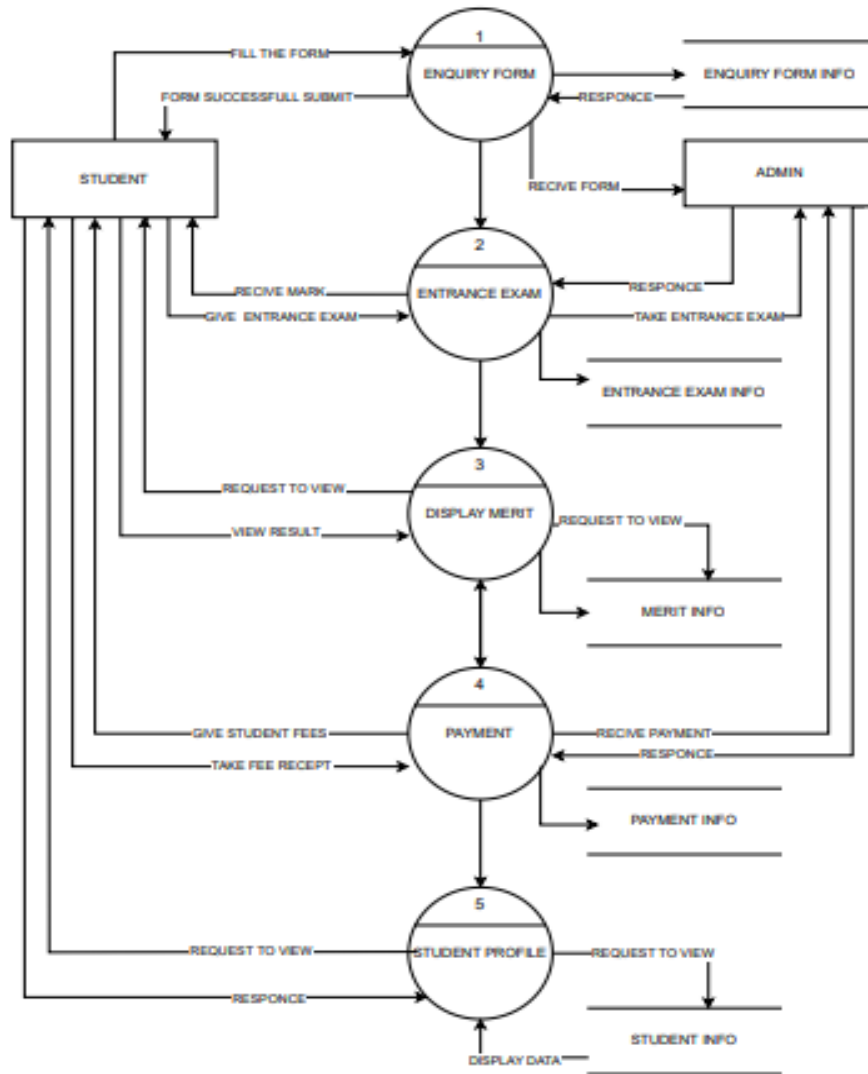 1
FILL THE FORM
ENQUIRY FORM
ENQUIRY FORM INFO
FORM SUCCESSFULL SUBMIT
RESPONCE
STUDENT
ADMIN
RECIVE FORM
2
RECIVE MARK
ENTRANCE EXAM
RESPONCE
GIVE ENTRANCE EXAM
TAKE ENTRANCE EXAM
ENTRANCE EXAM INFO
3
REQUEST TO VIEW
DISPLAY MERIT
REQUEST TO VIEW
VIEW RESULT
MERIT INFO
4
GIVE STUDENT FEES
PAYMENT
RECIVE PAYMENT
RESPONCE
TAKE FEE RECEPT
PAYMENT INFO
5
REQUEST TO VIEW
STUDENT PROFILE
REQUEST TO VIEW
RESPONCE
STUDENT INFO
DISPLAY DATA